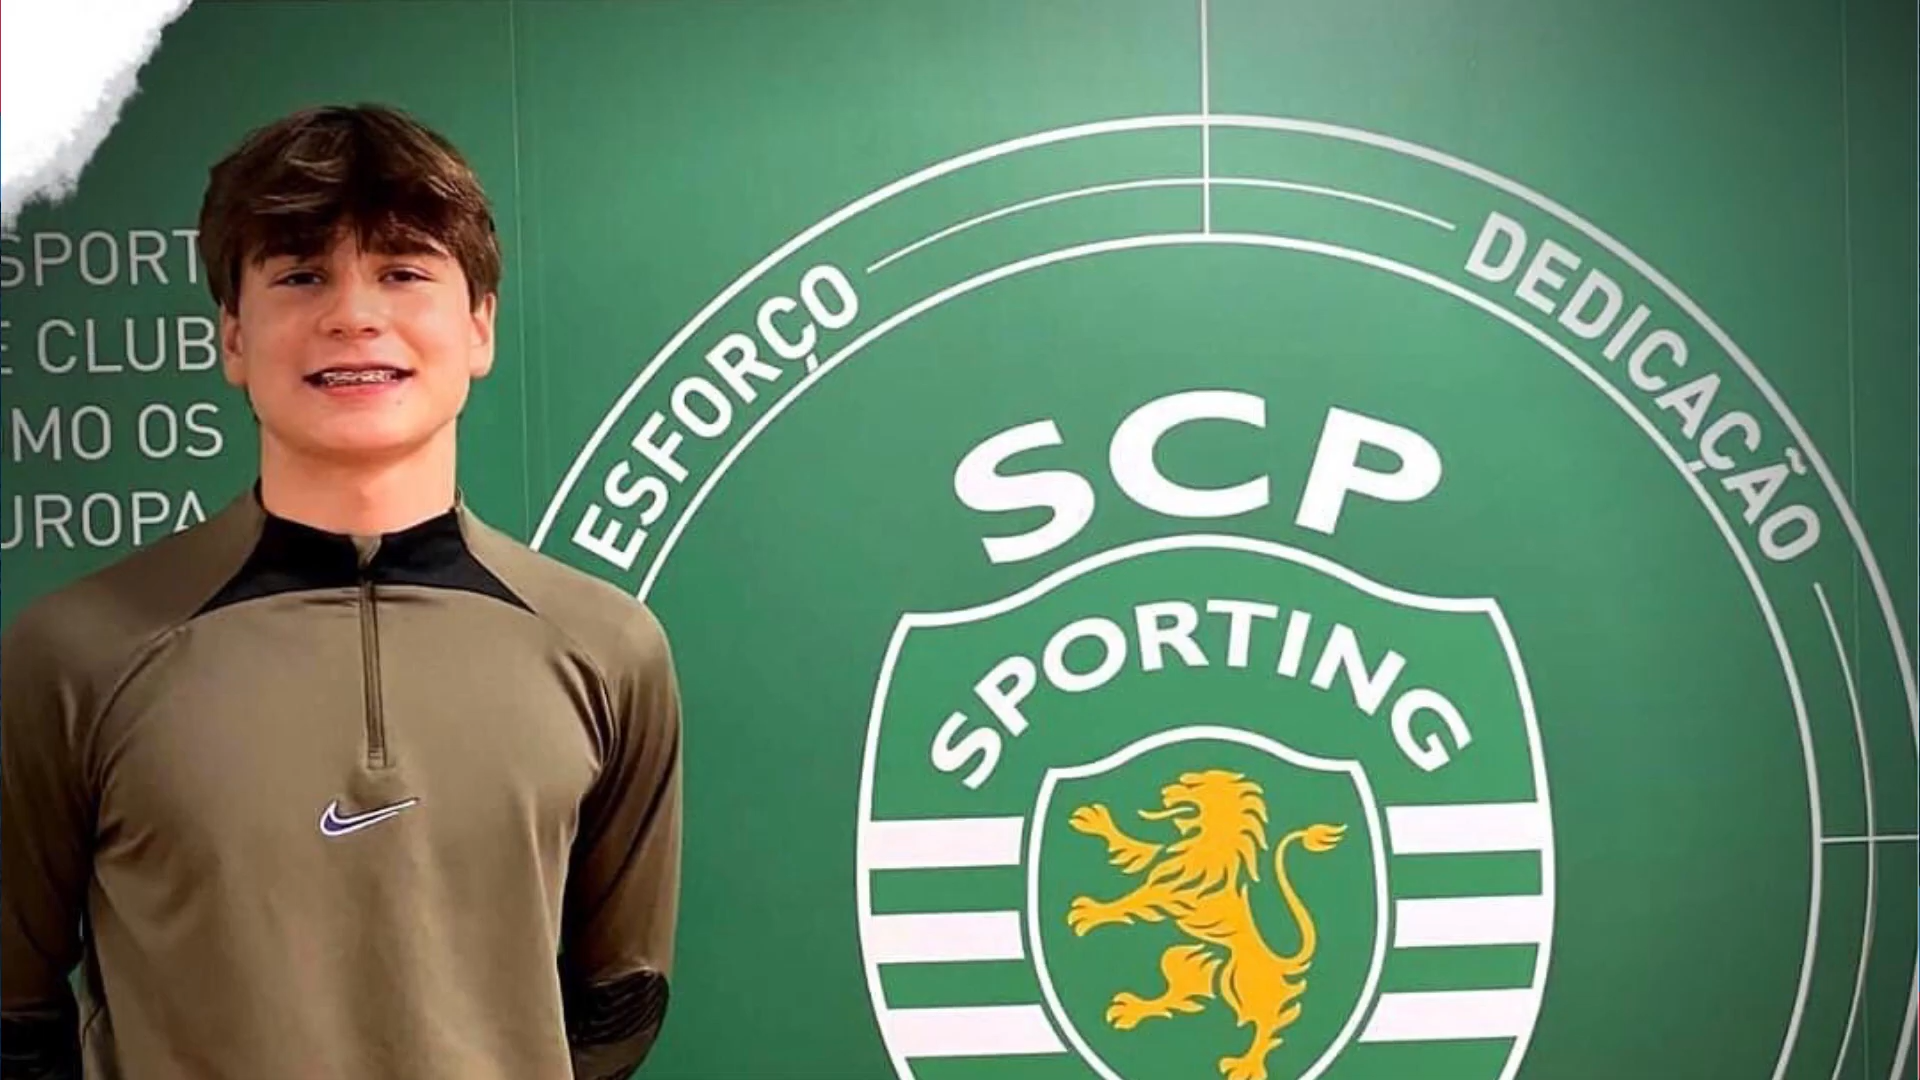 SPORT
E CLUB
MO OS
UROPA
ESFORÇO
DEDICAÇÃO
SCP
SPORTING